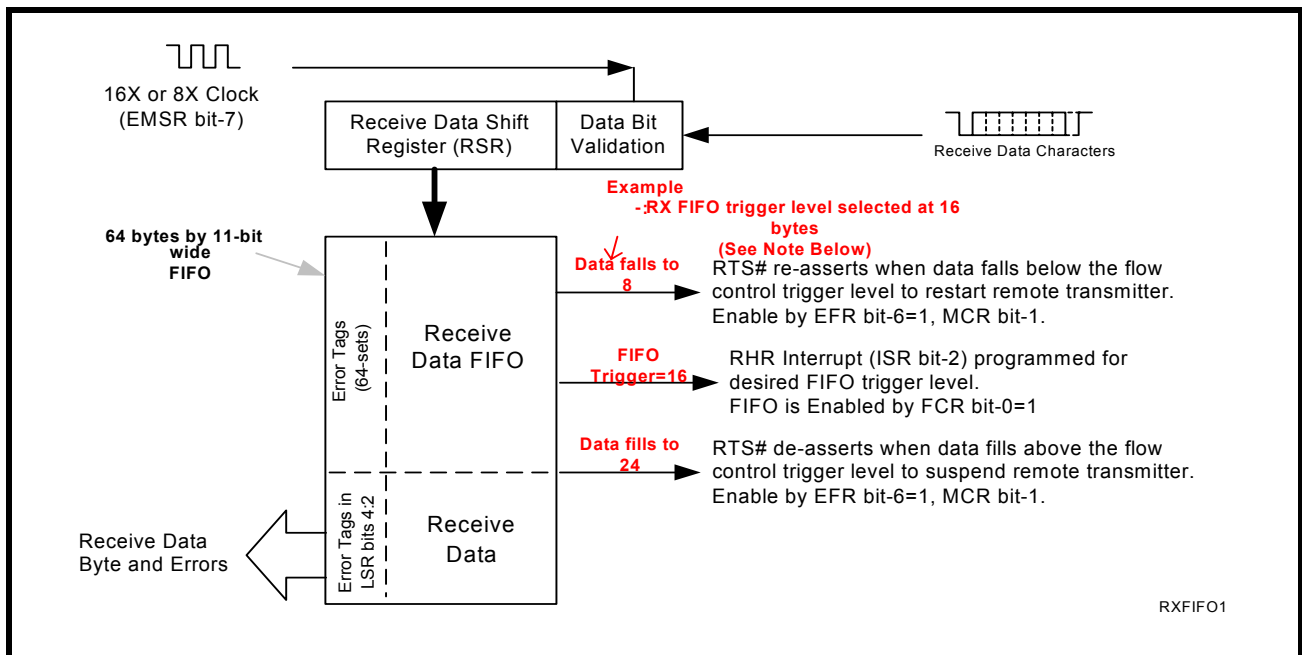 16X or 8X Clock
(EMSR bit-7)
Receive Data Shift
Register (RSR)
Data Bit
Validation
Receive Data Characters
Example
-:RX FIFO trigger level selected at 16
bytes
(See Note Below)
64 bytes by 11-bit
wide
FIFO
Error Tags
(64-sets)
Receive
Data FIFO
Data falls to
8
RTS# re-asserts when data falls below the flow
control trigger level to restart remote transmitter.
Enable by EFR bit-6=1, MCR bit-1.
FIFO
Trigger=16
RHR Interrupt (ISR bit-2) programmed for
desired FIFO trigger level.
FIFO is Enabled by FCR bit-0=1
Data fills to
24
RTS# de-asserts when data fills above the flow
control trigger level to suspend remote transmitter.
Enable by EFR bit-6=1, MCR bit-1.
Error Tags in
LSR bits 4:2
Receive
Data
Receive Data
Byte and Errors
RXFIFO1